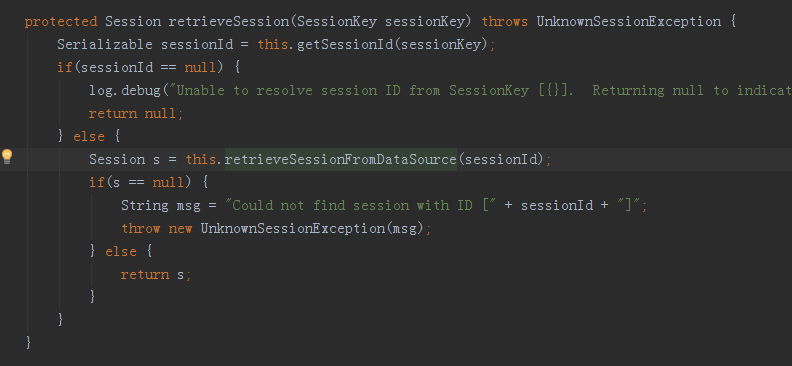 protected Session retrieveSession(SessionKey sessionKey) throws UnknownSessionException {
    Serializable sessionId = this.getSessionId(sessionKey);
    if(sessionId == null) {
        log.debug("Unable to resolve session ID from SessionKey [{}].  Returning null to indicat
        return null;
    } else {
        Session s = this.retrieveSessionFromDataSource(sessionId);
        if(s == null) {
            String msg = "Could not find session with ID [" + sessionId + "]";
            throw new UnknownSessionException(msg);
        } else {
            return s;
        }
    }
}